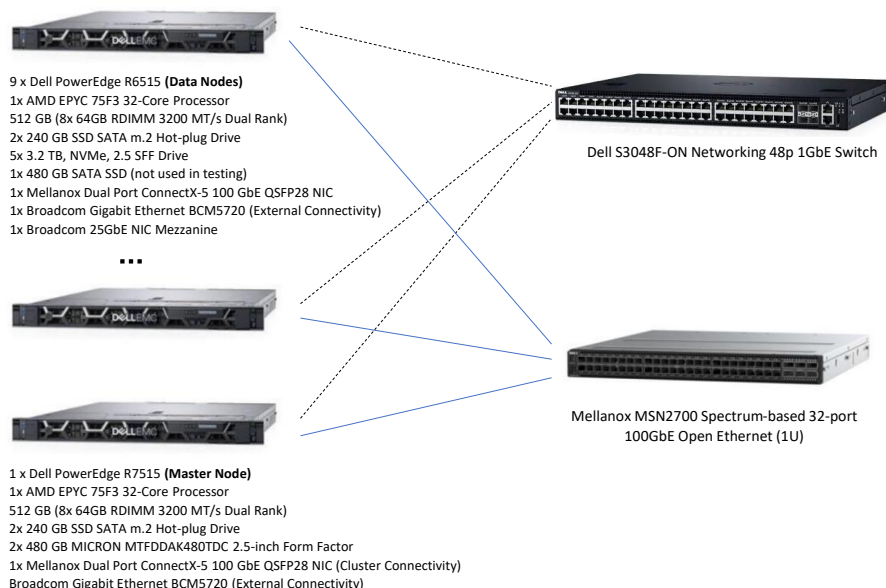 DELLEMC
9 x Dell PowerEdge R6515 (Data Nodes)
1x AMD EPYC 75F3 32-Core Processor
512 GB (8x 64GB RDIMM 3200 MT/s Dual Rank)
2x 240 GB SSD SATA m.2 Hot-plug Drive
5x 3.2 TB, NVMe, 2.5 SFF Drive
1x 480 GB SATA SSD (not used in testing)
1x Mellanox Dual Port ConnectX-5 100 GbE QSFP28 NIC
1x Broadcom Gigabit Ethernet BCM5720 (External Connectivity)
1x Broadcom 25GbE NIC Mezzanine
...
DELLEMC
DELLEMC
1 x Dell PowerEdge R7515 (Master Node)
1x AMD EPYC 75F3 32-Core Processor
512 GB (8x 64GB RDIMM 3200 MT/s Dual Rank)
2x 240 GB SSD SATA m.2 Hot-plug Drive
2x 480 GB MICRON MTFDDAK480TDC 2.5-inch Form Factor
1x Mellanox Dual Port ConnectX-5 100 GbE QSFP28 NIC (Cluster Connectivity)
Broadcom Gigabit Ethernet BCM5720 (External Connectivity)
Dell S3048F-ON Networking 48p 1GbE Switch
Mellanox MSN2700 Spectrum-based 32-port
100GbE Open Ethernet (1U)